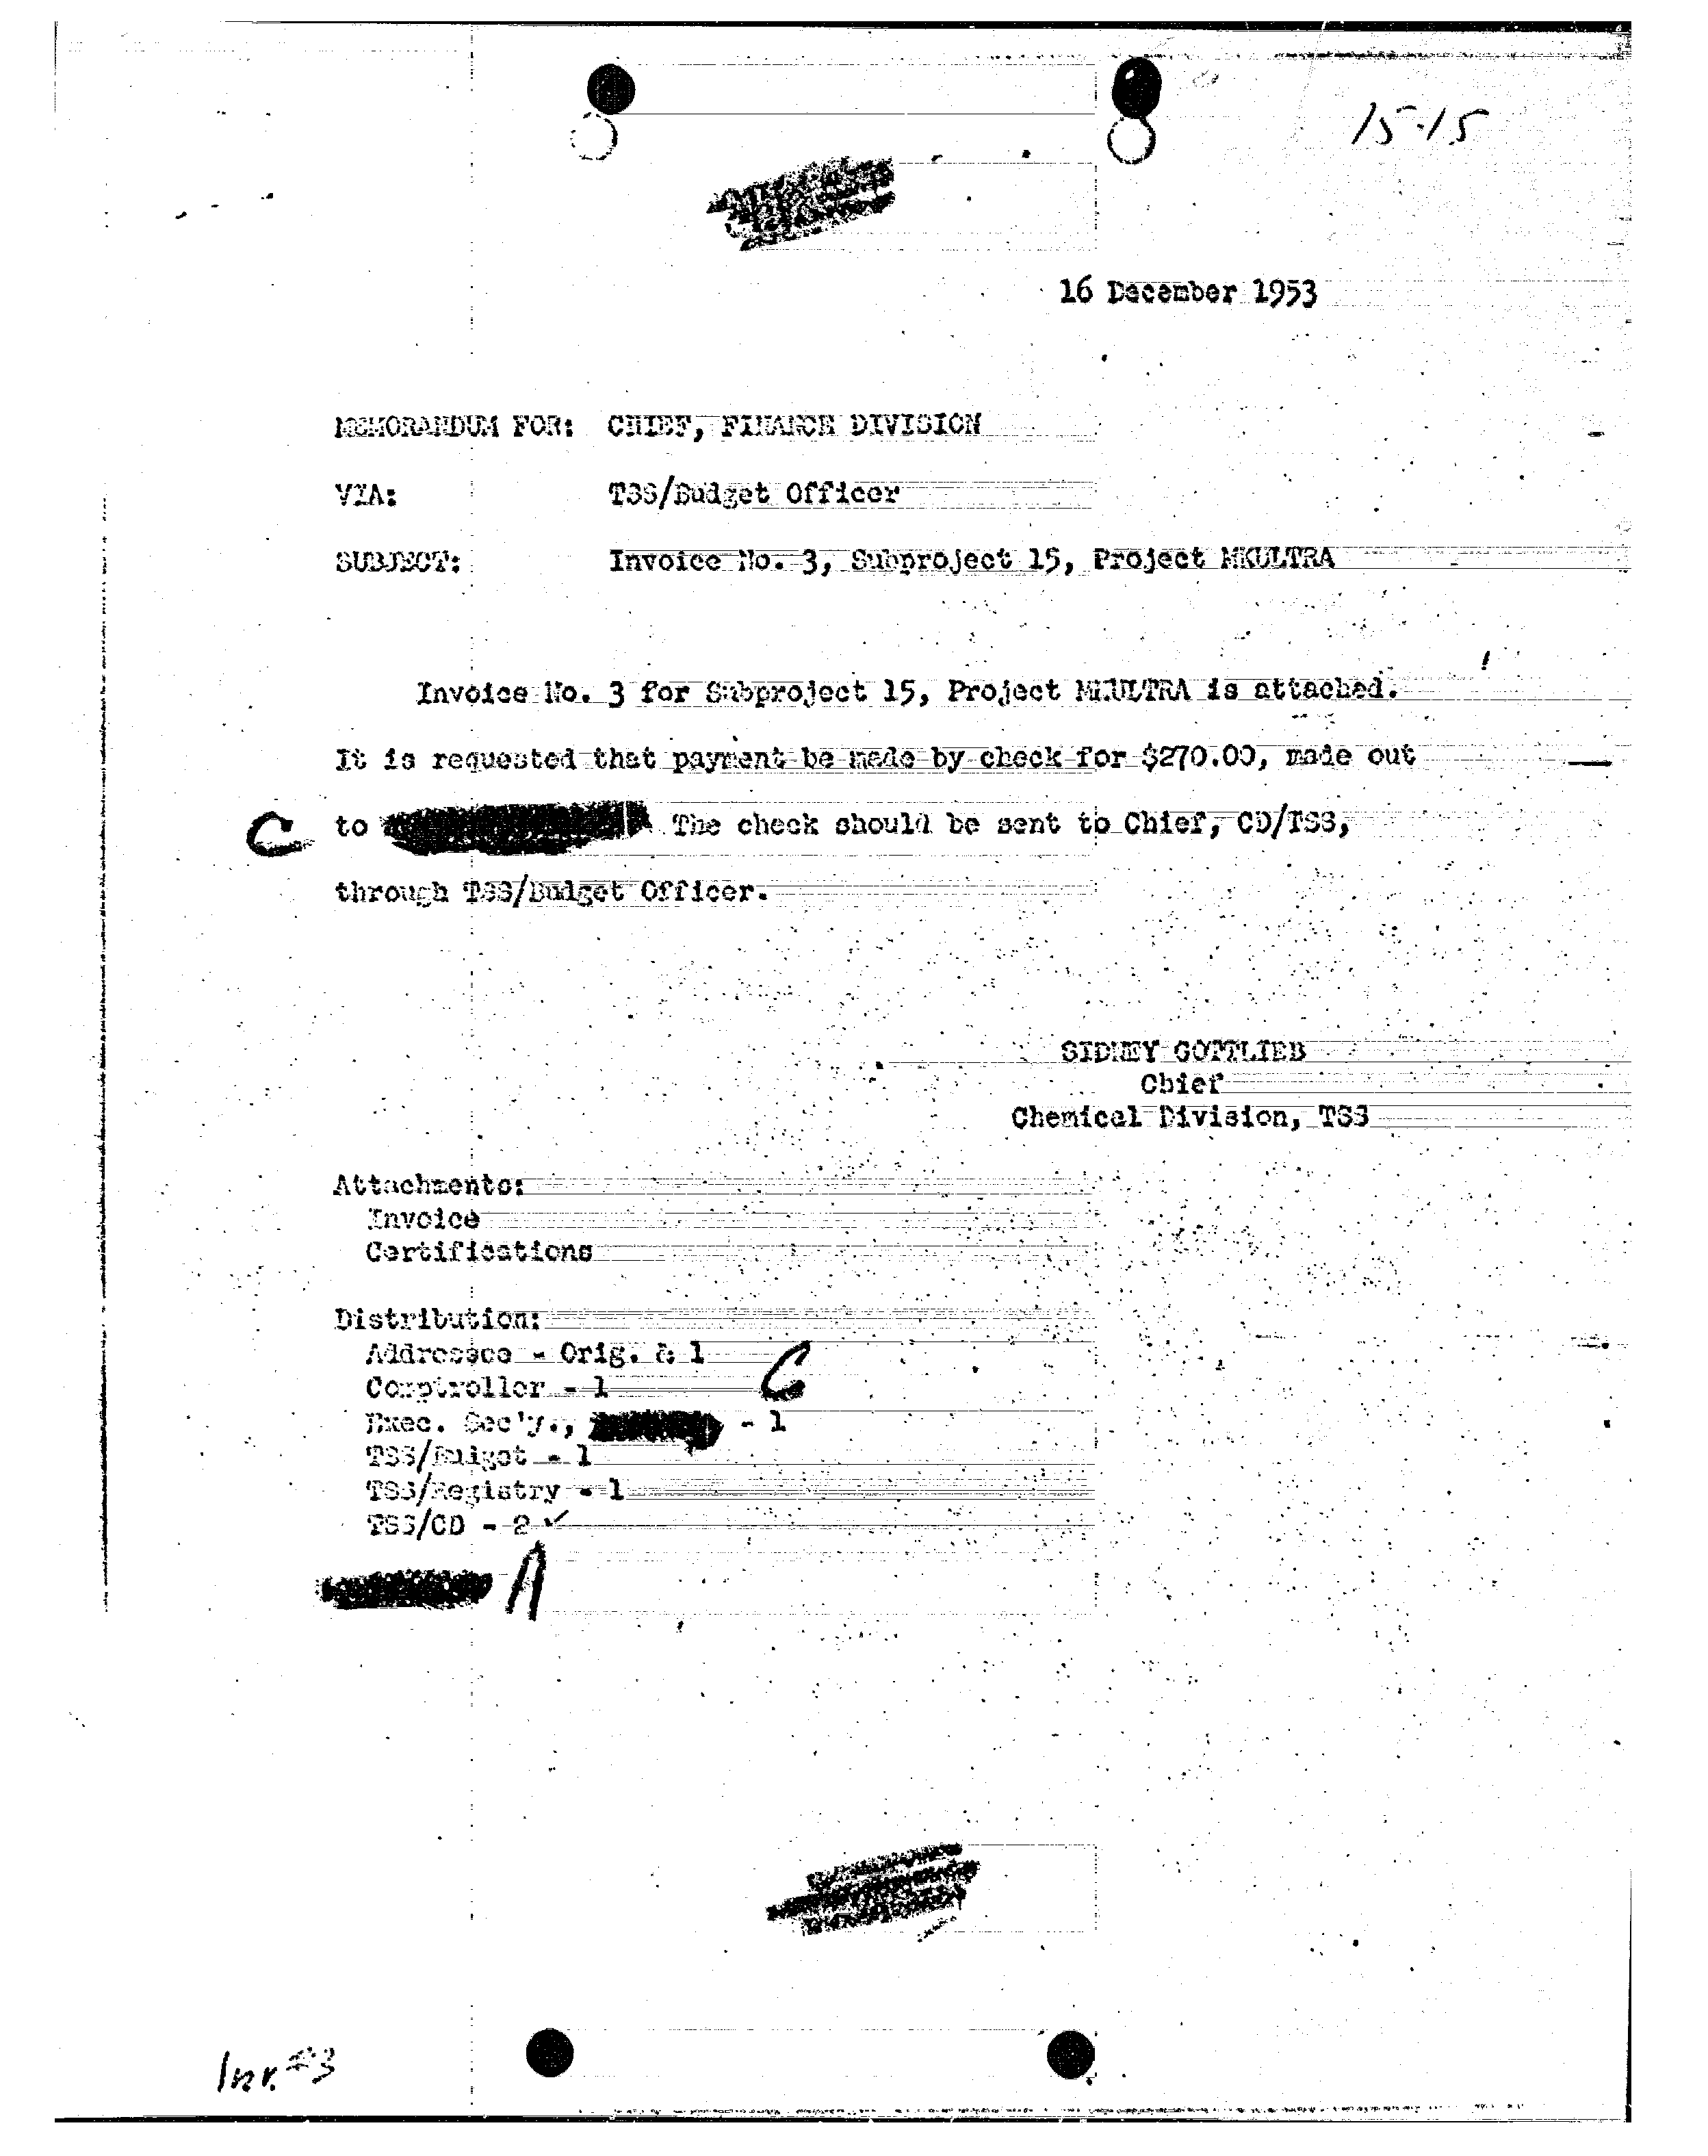 15-15
16 December 1953
MEMORANDUM FOR: CHIEF, FINANCE DIVISION
VIA: TSS/Budget Officer
SUBJECT: Invoice No. 3, Subproject 15, Project MKULTRA
Invoice No. 3 for Subproject 15, Project MKULTRA is attached.
It is requested that payment be made by check for $270.00, made out
C to The check should be sent to Chief, CD/TSS,
through TSS/Budget Officer.
SIDNEY GOTTLIEB
Chief
Chemical Division, TSS
Attachments:
Invoice
Certifications
Distribution:
Addressee - Orig. & 1
Comptroller - 1 C
Exec. Sec'y., - 1
TSS/Budget - 1
TSS/Registry - 1
TSS/CD - 2 ✓
A
Inv. #3